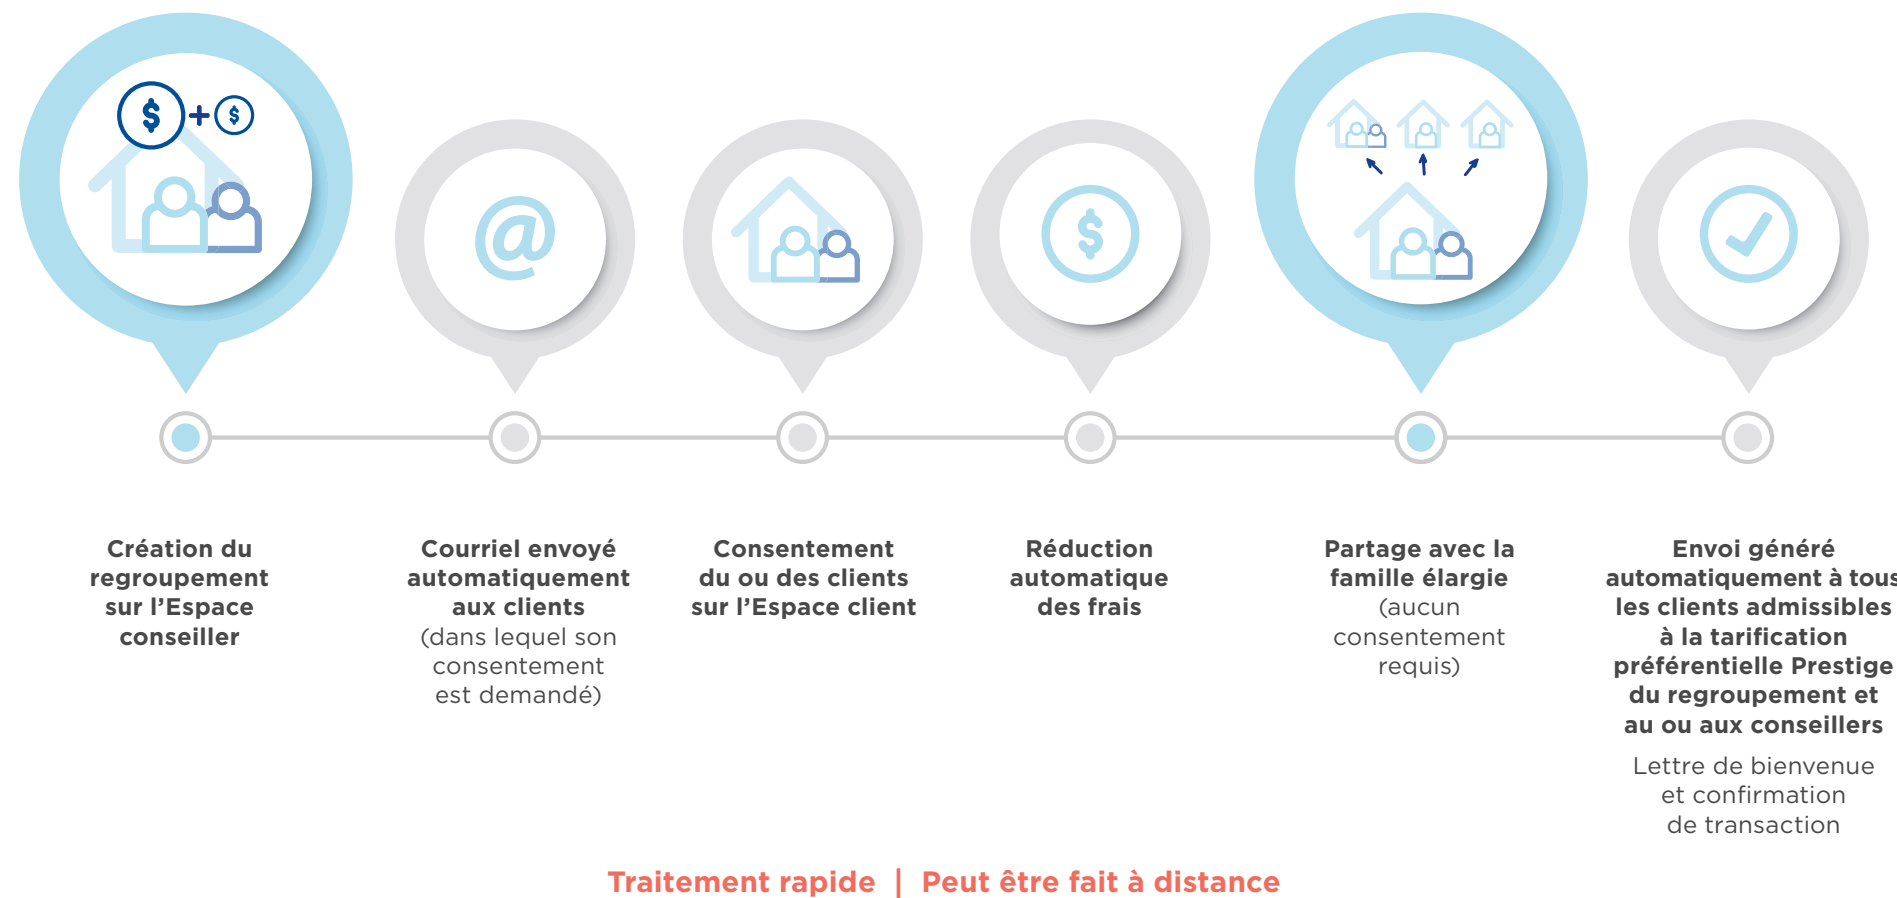 $ + $
@
$
Création du
regroupement
sur l’Espace
conseiller
Courriel envoyé
automatiquement
aux clients
(dans lequel son
consentement
est demandé)
Consentement
du ou des clients
sur l’Espace client
Réduction
automatique
des frais
Partage avec la
famille élargie
(aucun
consentement
requis)
Envoi généré
automatiquement à tous
les clients admissibles
à la tarification
préférentielle Prestige
du regroupement et
au ou aux conseillers
Lettre de bienvenue
et confirmation
de transaction
Traitement rapide | Peut être fait à distance